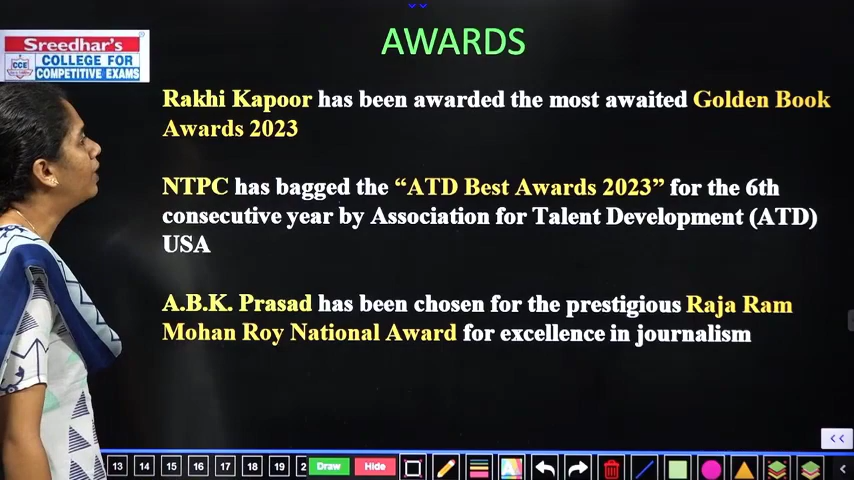 AWARDS
Sreedhar's
CCE
COLLEGE FOR
COMPETITIVE EXAMS
Rakhi Kapoor has been awarded the most awaited Golden Book
Awards 2023
NTPC has bagged the “ATD Best Awards 2023” for the 6th
consecutive year by Association for Talent Development (ATD)
USA
A.B.K. Prasad has been chosen for the prestigious Raja Ram
Mohan Roy National Award for excellence in journalism
13 14 15 16 17 18 19 2 Draw Hide